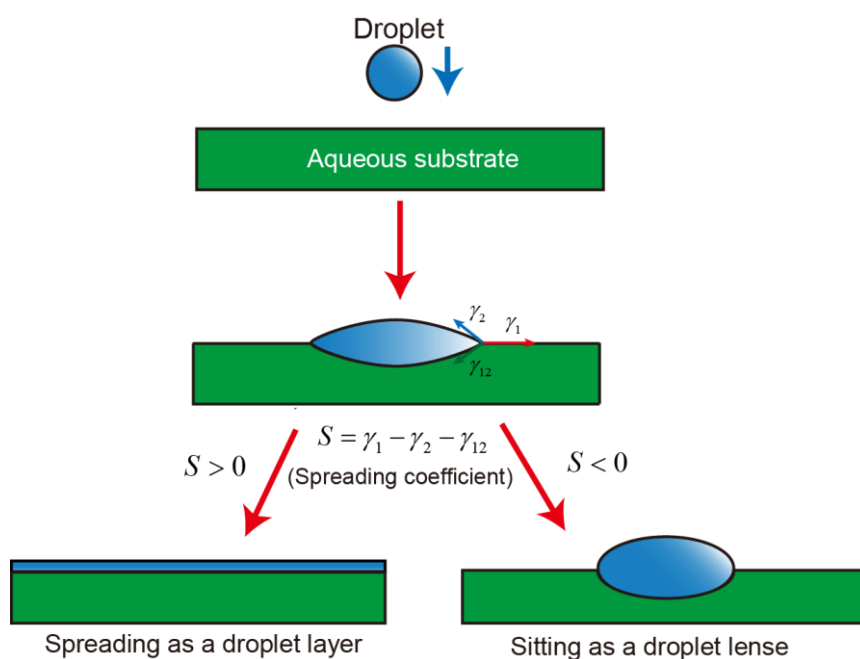 Droplet
Aqueous substrate
γ₂
γ₁
γ₁₂
S = γ₁ − γ₂ − γ₁₂
S > 0
(Spreading coefficient)
S < 0
Spreading as a droplet layer
Sitting as a droplet lense